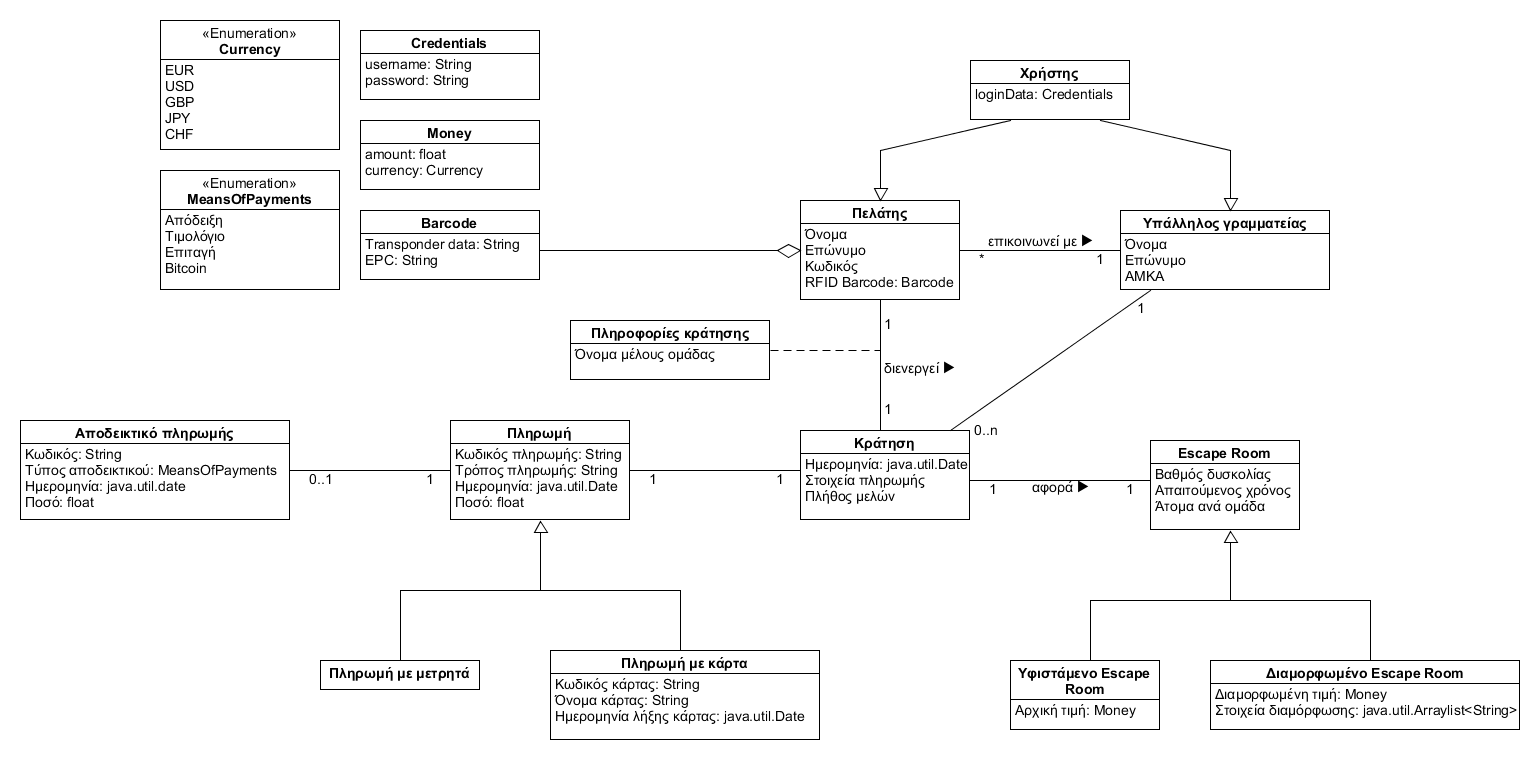 «Enumeration»
Currency
EUR
USD
GBP
JPY
CHF
Credentials
username: String
password: String
Χρήστης
loginData: Credentials
Money
amount: float
currency: Currency
«Enumeration»
MeansOfPayments
Απόδειξη
Τιμολόγιο
Επιταγή
Bitcoin
Barcode
Transponder data: String
EPC: String
Πελάτης
Όνομα
Επώνυμο
Κωδικός
RFID Barcode: Barcode
επικοινωνεί με ▶
*
1
Υπάλληλος γραμματείας
Όνομα
Επώνυμο
ΑΜΚΑ
1
1
Πληροφορίες κράτησης
Όνομα μέλους ομάδας
διενεργεί ▶
1
0..n
Αποδεικτικό πληρωμής
Κωδικός: String
Τύπος αποδεικτικού: MeansOfPayments
Ημερομηνία: java.util.date
Ποσό: float
0..1
1
Πληρωμή
Κωδικός πληρωμής: String
Τρόπος πληρωμής: String
Ημερομηνία: java.util.Date
Ποσό: float
1
1
Κράτηση
Ημερομηνία: java.util.Date
Στοιχεία πληρωμής
Πλήθος μελών
1
αφορά ▶
1
Escape Room
Βαθμός δυσκολίας
Απαιτούμενος χρόνος
Άτομα ανά ομάδα
Πληρωμή με μετρητά
Πληρωμή με κάρτα
Κωδικός κάρτας: String
Όνομα κάρτας: String
Ημερομηνία λήξης κάρτας: java.util.Date
Υφιστάμενο Escape
Room
Αρχική τιμή: Money
Διαμορφωμένο Escape Room
Διαμορφωμένη τιμή: Money
Στοιχεία διαμόρφωσης: java.util.Arraylist<String>